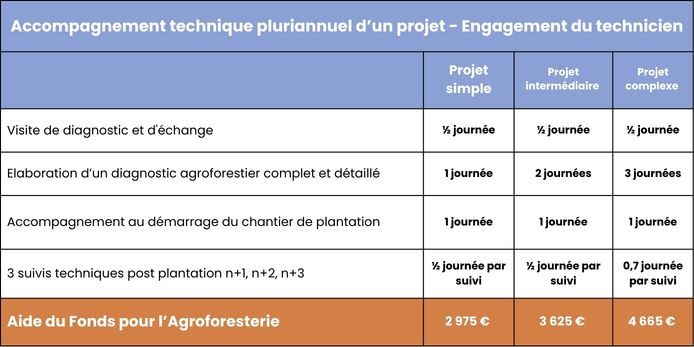 Accompagnement technique pluriannuel d’un projet - Engagement du technicien
Projet simple
Projet intermédiaire
Projet complexe
Visite de diagnostic et d'échange
½ journée
½ journée
½ journée
Elaboration d’un diagnostic agroforestier complet et détaillé
1 journée
2 journées
3 journées
Accompagnement au démarrage du chantier de plantation
1 journée
1 journée
1 journée
3 suivis techniques post plantation n+1, n+2, n+3
½ journée par suivi
½ journée par suivi
0,7 journée par suivi
Aide du Fonds pour l’Agroforesterie
2 975 €
3 625 €
4 665 €